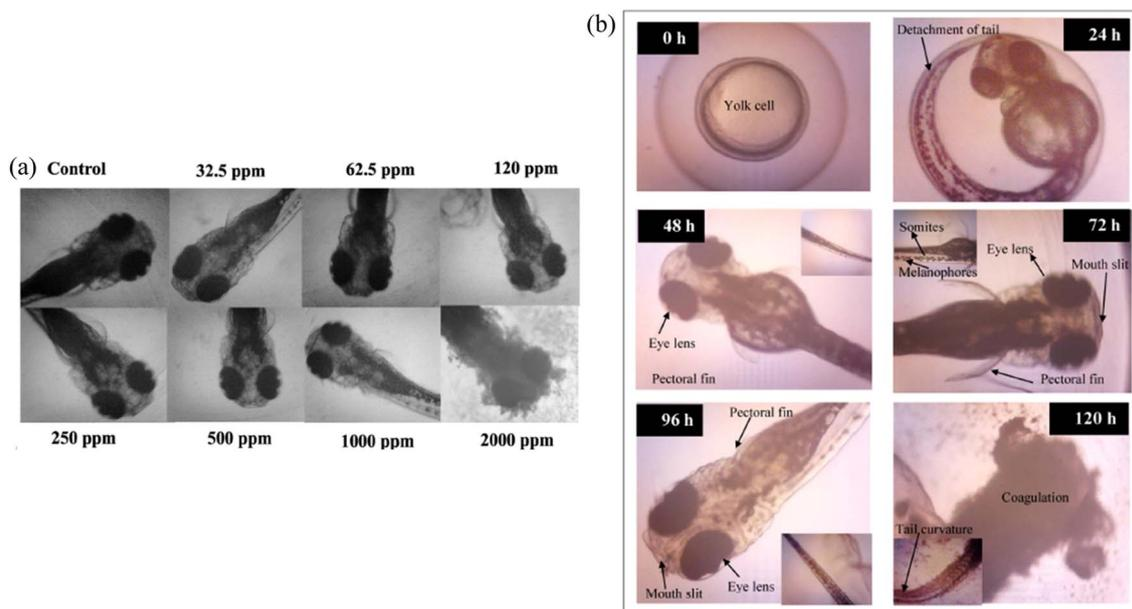 (a)
Control 32.5 ppm 62.5 ppm 120 ppm
250 ppm 500 ppm 1000 ppm 2000 ppm
(b)
0 h
Yolk cell
24 h
Detachment of tail
48 h
Eye lens
Pectoral fin
72 h
Somites
Melanophores
Eye lens
Mouth slit
Pectoral fin
96 h
Pectoral fin
Mouth slit
Eye lens
120 h
Coagulation
Tail curvature